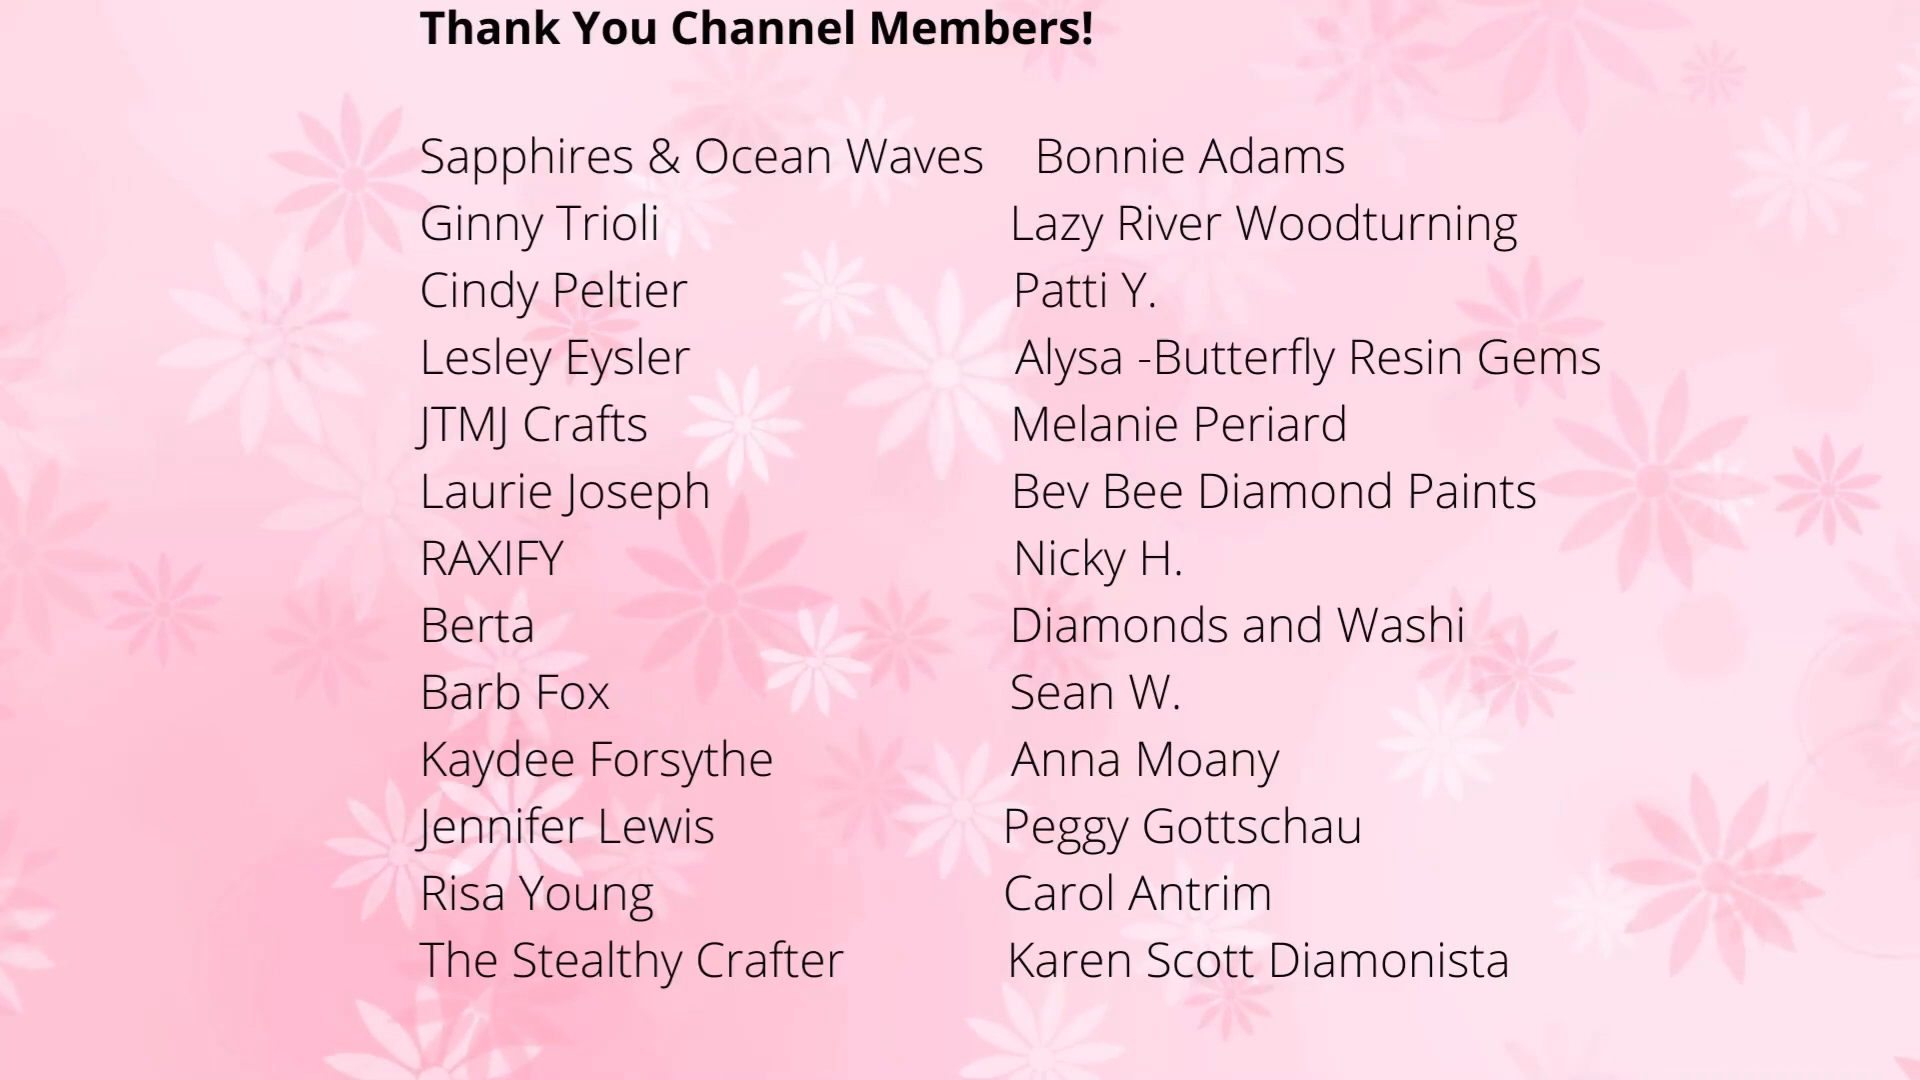 Thank You Channel Members!
Sapphires & Ocean Waves Bonnie Adams
Ginny Trioli Lazy River Woodturning
Cindy Peltier Patti Y.
Lesley Eysler Alysa -Butterfly Resin Gems
JTMJ Crafts Melanie Periard
Laurie Joseph Bev Bee Diamond Paints
RAXIFY Nicky H.
Berta Diamonds and Washi
Barb Fox Sean W.
Kaydee Forsythe Anna Moany
Jennifer Lewis Peggy Gottschau
Risa Young Carol Antrim
The Stealthy Crafter Karen Scott Diamonista